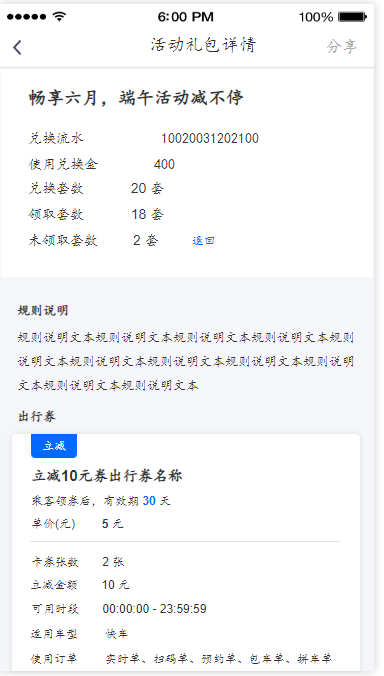 6:00 PM 100%
活动礼包详情 分享
畅享六月，端午活动减不停
兑换流水 10020031202100
使用兑换金 400
兑换套数 20 套
领取套数 18 套
未领取套数 2 套 退回
规则说明
规则说明文本规则说明文本规则说明文本规则说明文本规则
说明文本规则说明文本规则说明文本规则说明文本规则说明
文本规则说明文本规则说明文本
出行券
立减
立减10元券出行券名称
乘客领券后，有效期 30 天
单价(元) 5 元
卡券张数 2 张
立减金额 10 元
可用时段 00:00:00 - 23:59:59
适用车型 快车
使用订单 实时单、扫码单、预约单、包车单、拼车单